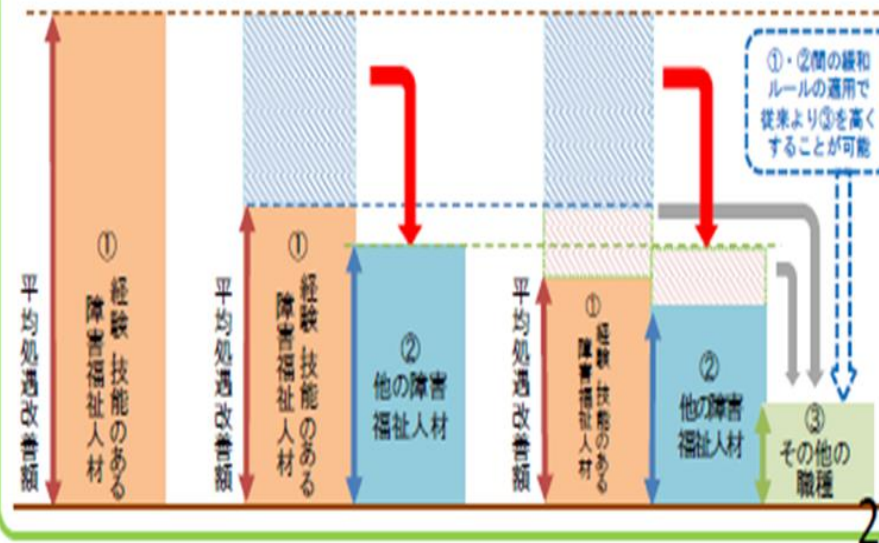 平均処遇改善額
①
経験・技能のある
障害福祉人材
平均処遇改善額
①
経験・技能のある
障害福祉人材
②
他の障害
福祉人材
平均処遇改善額
①
経験・技能のある
障害福祉人材
②
他の障害
福祉人材
①・②間の緩和
ルールの適用で
従来より③を高く
することが可能
③
その他の
職種
2